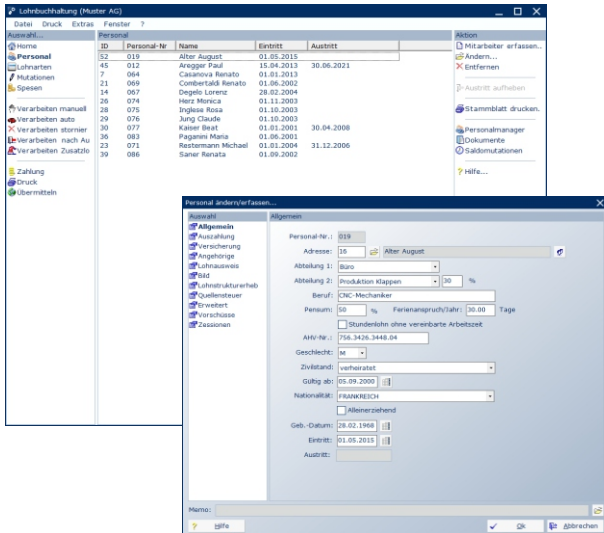 Lohnbuchhaltung (Muster AG)
Datei Druck Extras Fenster ?
Auswahl...
Home
Personal
Lohnarten
Mutationen
Spesen
Verarbeiten manuell
Verarbeiten auto
Verarbeiten stornier
Verarbeiten nach Au
Verarbeiten Zusatzlo
Zahlung
Druck
Übermitteln
Personal
ID Personal-Nr Name Eintritt Austritt
52 019 Alter August 01.05.2015
45 012 Aregger Paul 15.04.2013 30.06.2021
7 064 Casanova Renato 01.01.2013
21 069 Combertaldi Renato 01.06.2002
14 067 Degelo Lorenz 28.02.2004
26 074 Herz Monica 01.11.2003
28 075 Inglese Rosa 01.10.2003
29 076 Jung Claude 01.10.2003
30 077 Kaiser Beat 01.01.2001 30.04.2008
36 083 Paganini Maria 01.06.2001
23 071 Restermann Michael 01.01.2004 31.12.2006
39 086 Saner Renata 01.09.2002
Aktion
Mitarbeiter erfassen..
Ändern...
Entfernen
Austritt aufheben
Stammblatt drucken.
Personalmanager
Dokumente
Saldomutationen
Hilfe...
Personal ändern/erfassen...
Auswahl
Allgemein
Auszahlung
Versicherung
Angehörige
Lohnausweis
Bild
Lohnstrukturerheb
Quellensteuer
Erweitert
Vorschüsse
Zessionen
Allgemein
Personal-Nr.: 019
Adresse: 16 Alter August
Abteilung 1: Büro
Abteilung 2: Produktion Klappen 30 %
Beruf: CNC-Mechaniker
Pensum: 50 % Ferienanspruch/Jahr: 30.00 Tage
Stundenlohn ohne vereinbarte Arbeitszeit
AHV-Nr.: 756.3426.3448.04
Geschlecht: M
Zivilstand: verheiratet
Gültig ab: 05.09.2000
Nationalität: FRANKREICH
Alleinerziehend
Geb.-Datum: 28.02.1968
Eintritt: 01.05.2015
Austritt:
Memo:
? Hilfe Ok Abbrechen